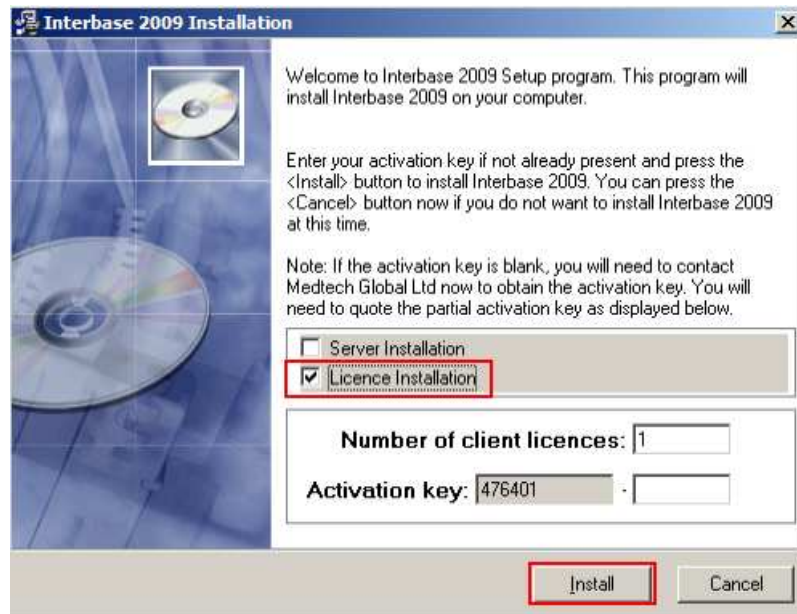 Interbase 2009 Installation
Welcome to Interbase 2009 Setup program. This program will
install Interbase 2009 on your computer.
Enter your activation key if not already present and press the
<Install> button to install Interbase 2009. You can press the
<Cancel> button now if you do not want to install Interbase 2009
at this time.
Note: If the activation key is blank, you will need to contact
Medtech Global Ltd now to obtain the activation key. You will
need to quote the partial activation key as displayed below.
Server Installation
Licence Installation
Number of client licences: 1
Activation key: 476401 -
Install Cancel